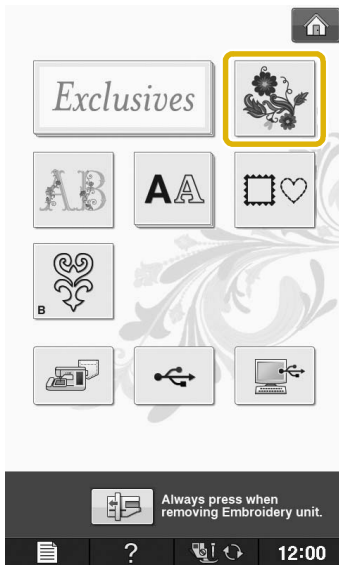 Exclusives
AB
AA
B
Always press when
removing Embroidery unit.
?
12:00